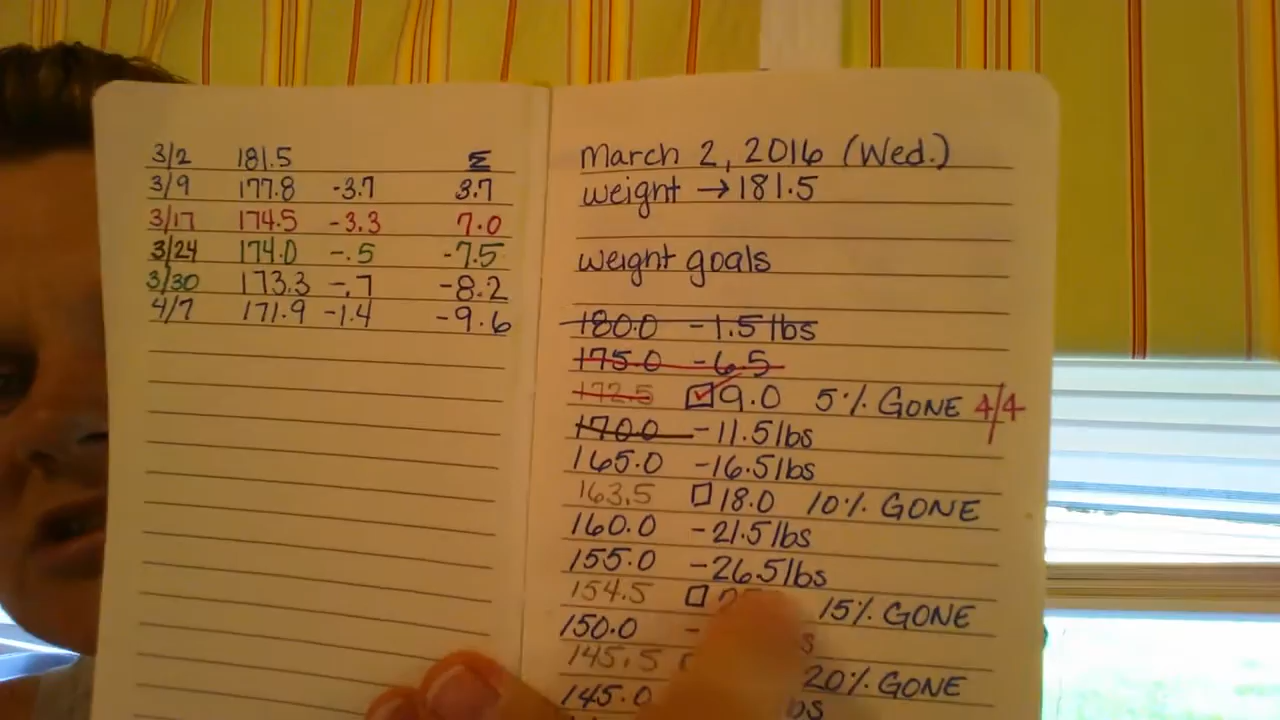 3/2 181.5 Σ
3/9 177.8 -3.7 3.7
3/17 174.5 -3.3 7.0
3/24 174.0 -.5 -7.5
3/30 173.3 -.7 -8.2
4/7 171.9 -1.4 -9.6
March 2, 2016 (Wed.)
weight → 181.5
weight goals
180.0 -1.5 lbs
175.0 -6.5
172.5 ☑ 9.0 5% GONE 4/4
170.0 -11.5 lbs
165.0 -16.5 lbs
163.5 ☐ 18.0 10% GONE
160.0 -21.5 lbs
155.0 -26.5 lbs
154.5 ☐ 15% GONE
150.0 -
145.5 20% GONE
145.0 lbs